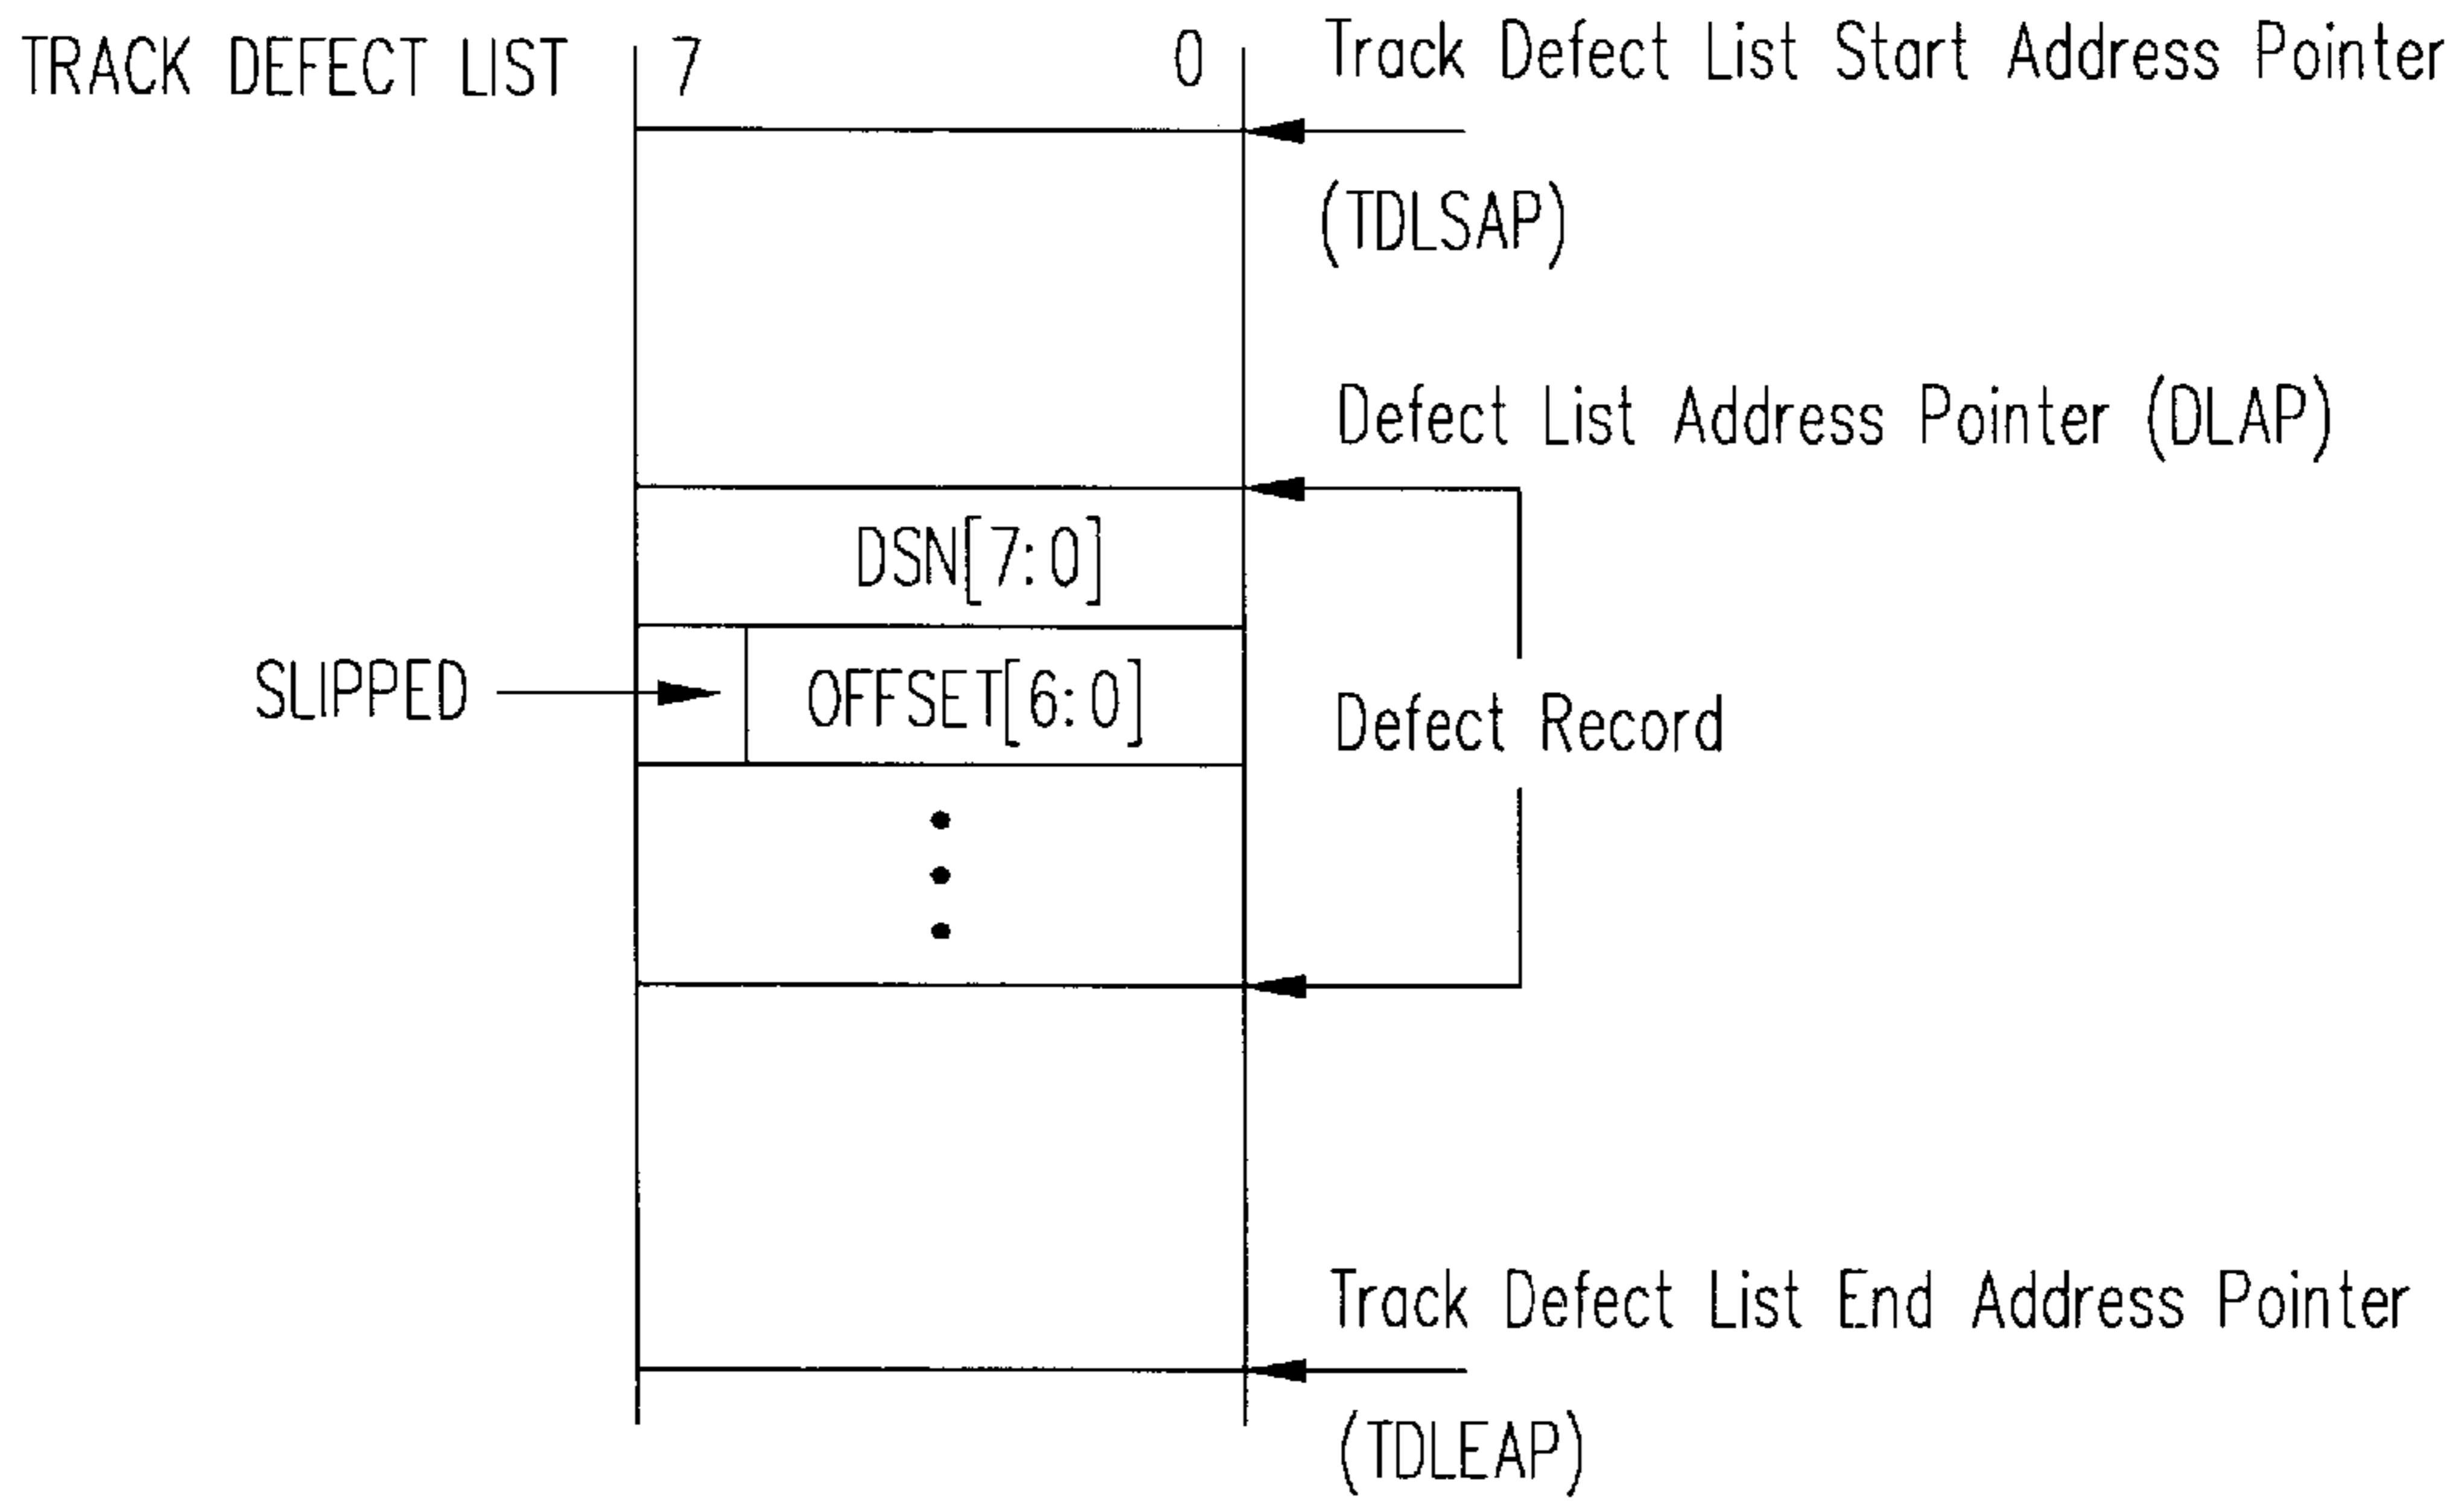 TRACK DEFECT LIST 7 0 Track Defect List Start Address Pointer
(TDLSAP)
Defect List Address Pointer (DLAP)
DSN[7:0]
SLIPPED OFFSET[6:0]
Defect Record
Track Defect List End Address Pointer
(TDLEAP)